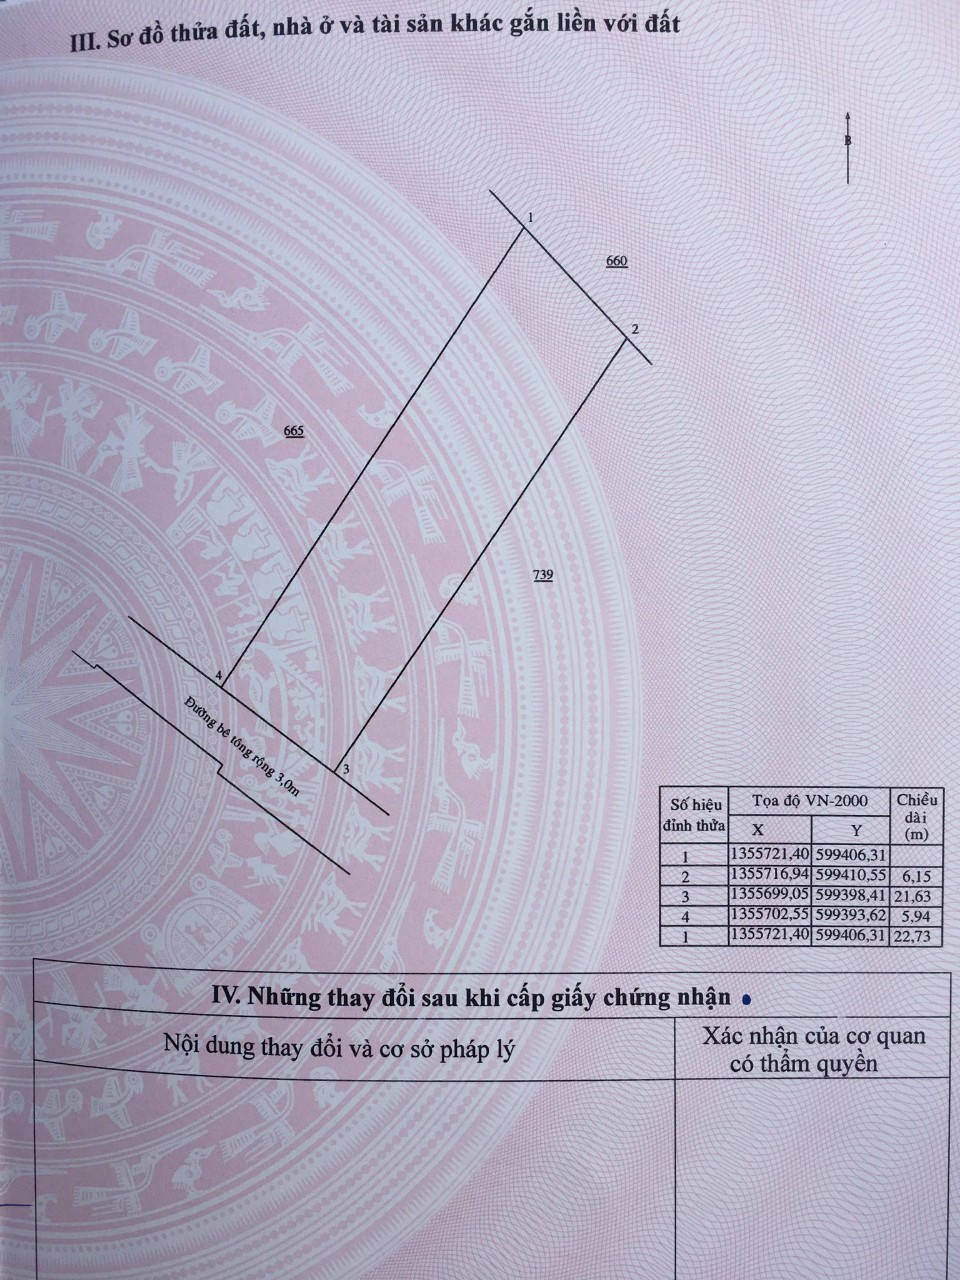 III. Sơ đồ thửa đất, nhà ở và tài sản khác gắn liền với đất
B
1
660
2
665
739
4
Đường bê tông rộng 3,0m
3
Số hiệu đỉnh thửa Tọa độ VN-2000 Chiều dài (m)
X Y
1 1355721,40 599406,31
2 1355716,94 599410,55 6,15
3 1355699,05 599398,41 21,63
4 1355702,55 599393,62 5,94
1 1355721,40 599406,31 22,73
IV. Những thay đổi sau khi cấp giấy chứng nhận
Nội dung thay đổi và cơ sở pháp lý
Xác nhận của cơ quan
có thẩm quyền